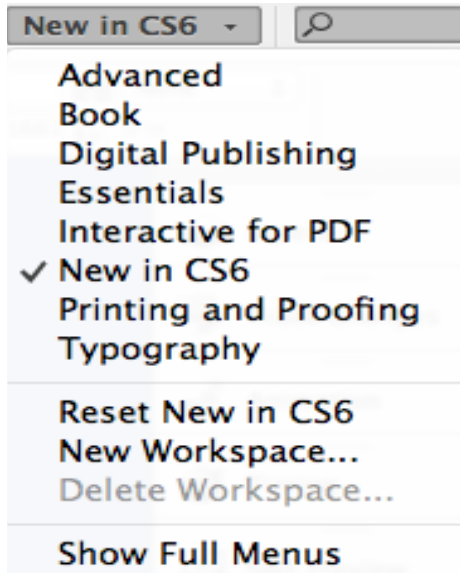 New in CS6
Advanced
Book
Digital Publishing
Essentials
Interactive for PDF
New in CS6
Printing and Proofing
Typography
Reset New in CS6
New Workspace...
Delete Workspace...
Show Full Menus